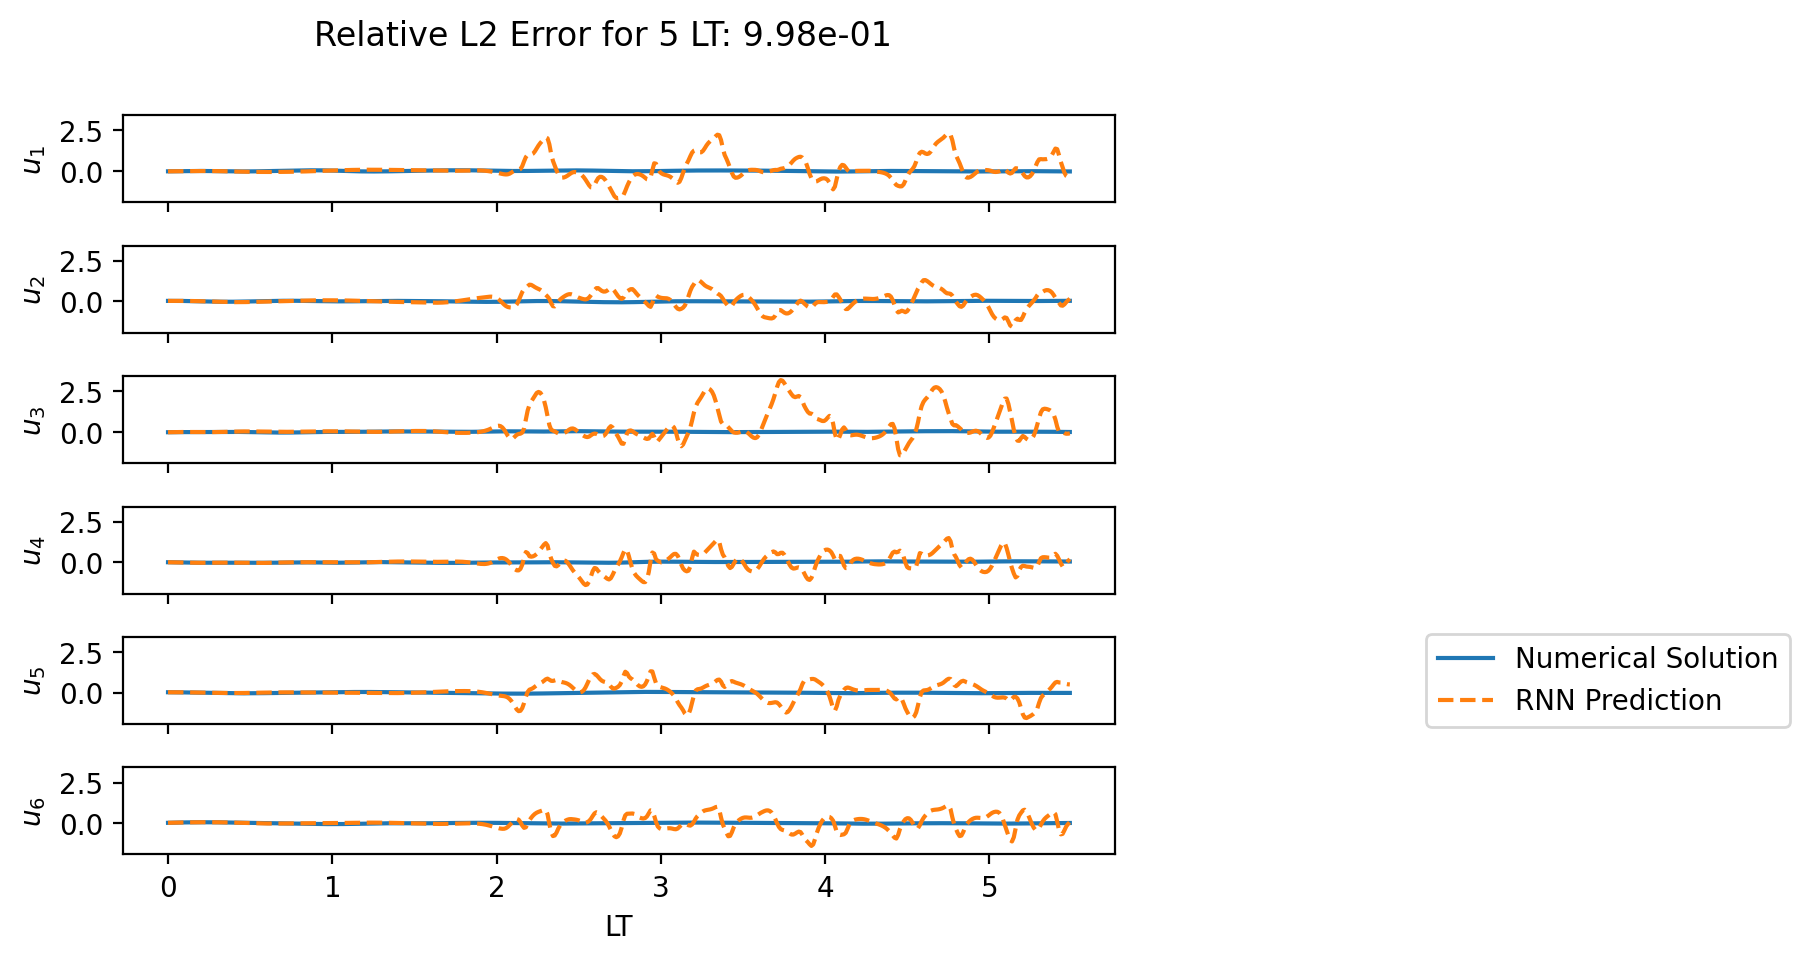 Relative L2 Error for 5 LT: 9.98e-01
2.5
0.0
u1
2.5
0.0
u2
2.5
0.0
u3
2.5
0.0
u4
2.5
0.0
u5
2.5
0.0
u6
0 1 2 3 4 5
LT
Numerical Solution
RNN Prediction